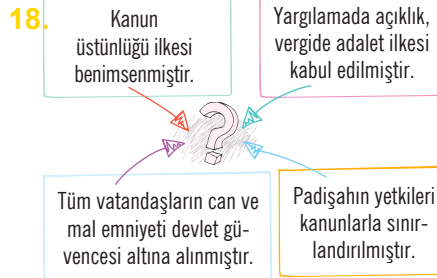 18.
Kanun
üstünlüğü ilkesi
benimsenmiştir.
Yargılamada açıklık,
vergide adalet ilkesi
kabul edilmiştir.
?
Tüm vatandaşların can ve
mal emniyeti devlet gü-
vencesi altına alınmıştır.
Padişahın yetkileri
kanunlarla sınır-
landırılmıştır.